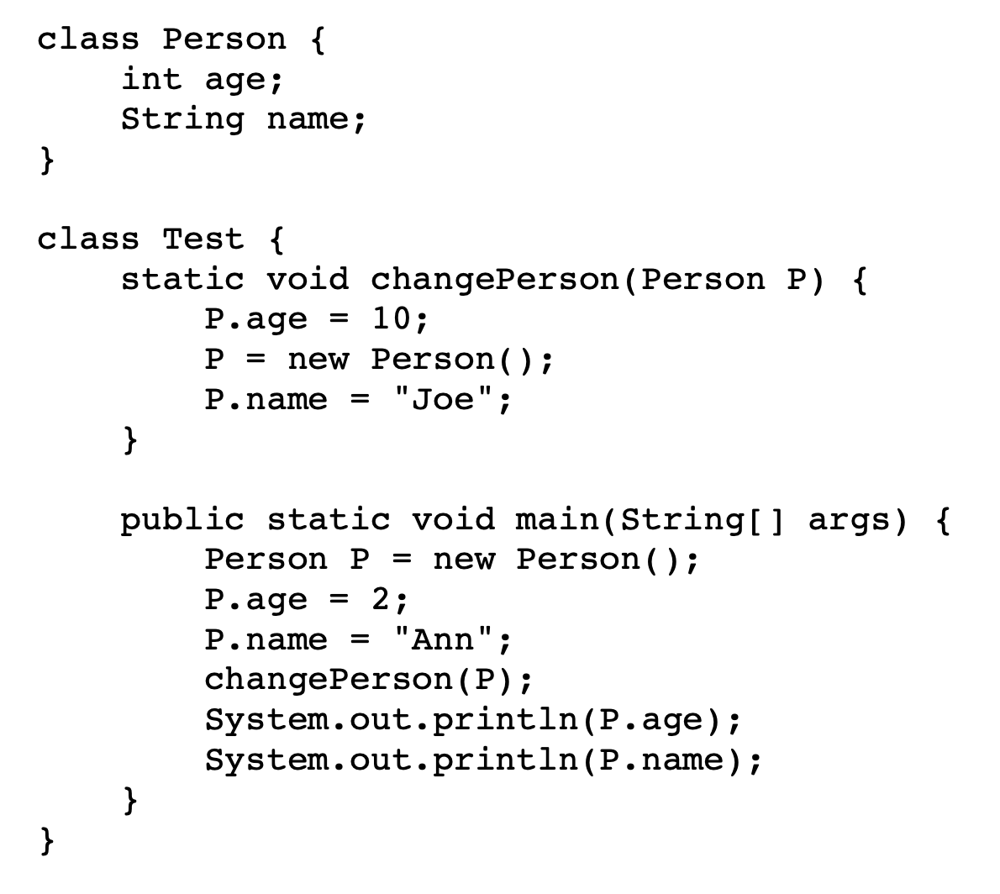 class Person {
    int age;
    String name;
}

class Test {
    static void changePerson(Person P) {
        P.age = 10;
        P = new Person();
        P.name = "Joe";
    }

    public static void main(String[] args) {
        Person P = new Person();
        P.age = 2;
        P.name = "Ann";
        changePerson(P);
        System.out.println(P.age);
        System.out.println(P.name);
    }
}